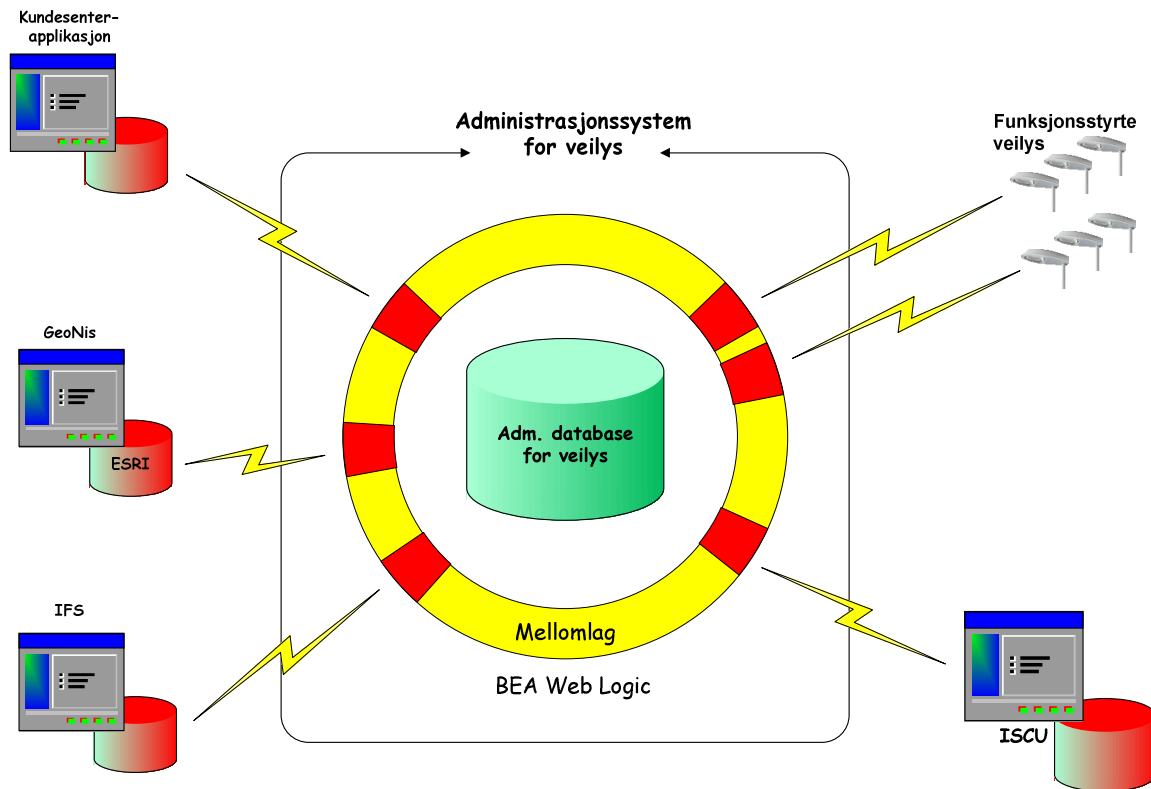 Kundesenter-
applikasjon
Administrasjonssystem
for veilys
Funksjonsstyrte
veilys
GeoNis
ESRI
Adm. database
for veilys
IFS
Mellomlag
BEA Web Logic
ISCU